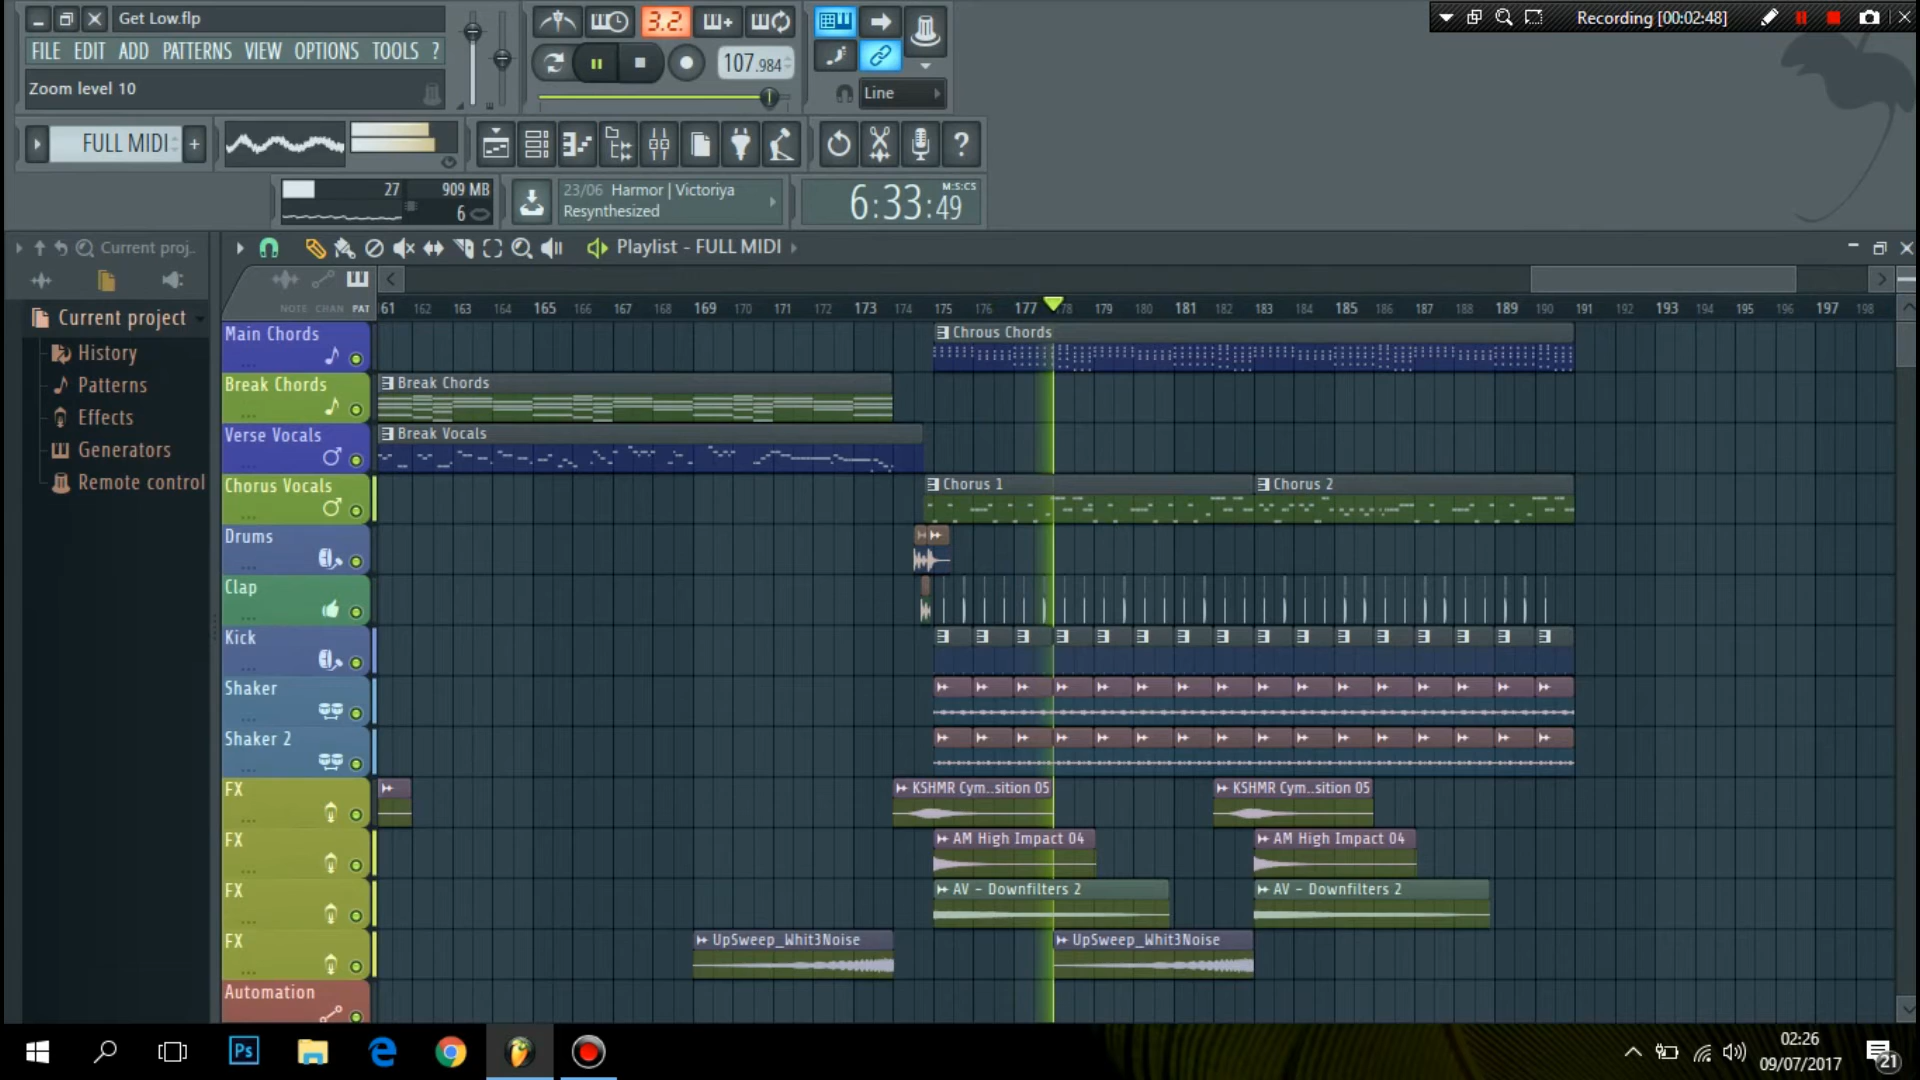 Get Low.flp
Recording [00:02:48]
FILE EDIT ADD PATTERNS VIEW OPTIONS TOOLS ?
3.2.
107.984
Zoom level 10
Line
FULL MIDI
+
?
27
909 MB
6
23/06 Harmor | Victoriya
Resynthesized
M:S:CS
6:33:49
Current proj..
Playlist - FULL MIDI
NOTE CHAN PAT
161 162 163 164 165 166 167 168 169 170 171 172 173 174 175 176 177 178 179 180 181 182 183 184 185 186 187 188 189 190 191 192 193 194 195 196 197 198
Current project
History
Patterns
Effects
Generators
Remote control
Main Chords
Chrous Chords
Break Chords
Break Chords
Verse Vocals
Break Vocals
Chorus Vocals
Chorus 1
Chorus 2
Drums
Clap
Kick
Shaker
Shaker 2
FX
KSHMR Cym..sition 05
KSHMR Cym..sition 05
FX
AM High Impact 04
AM High Impact 04
FX
AV - Downfilters 2
AV - Downfilters 2
FX
UpSweep_Whit3Noise
UpSweep_Whit3Noise
Automation
Ps
02:26
09/07/2017
21